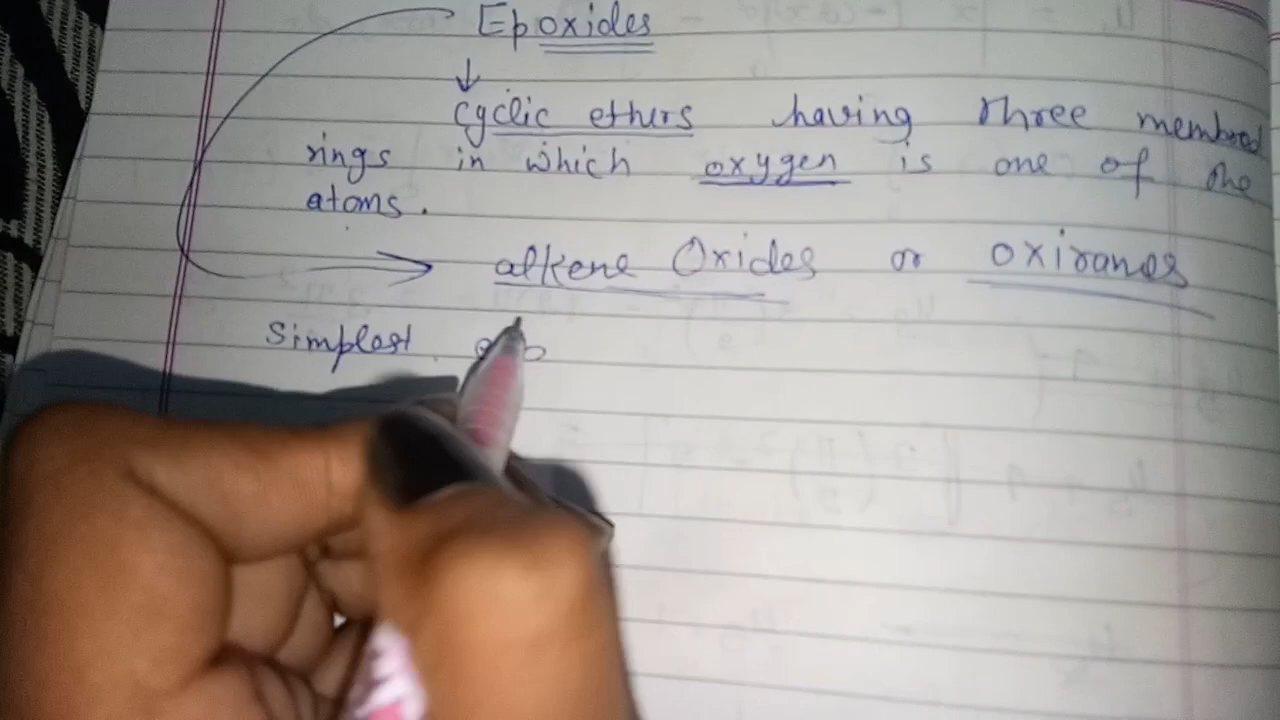 Epoxides
cyclic ethers having three membered
rings in which oxygen is one of the
atoms.
alkene Oxides or oxiranes
Simplest